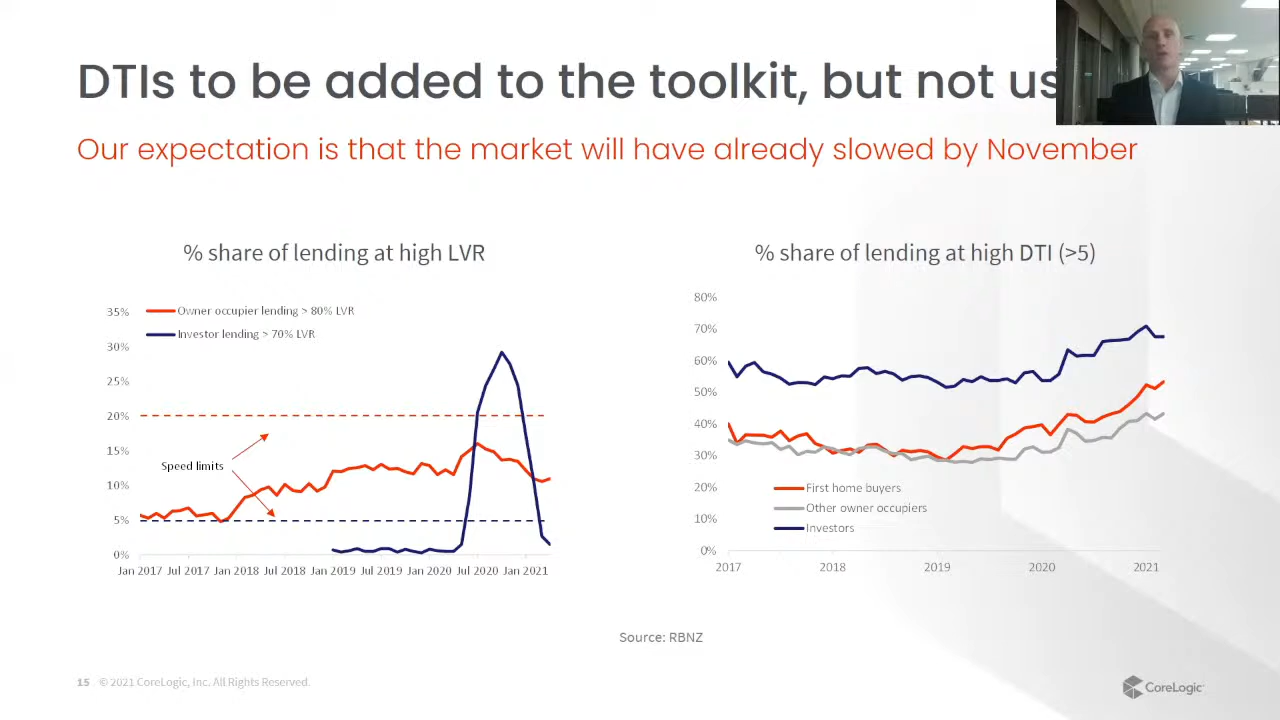 DTIs to be added to the toolkit, but not
Our expectation is that the market will have already slowed by November
% share of lending at high LVR
35%
30%
25%
20%
15%
10%
5%
0%
Owner occupier lending > 80% LVR
Investor lending > 70% LVR
Speed limits
Jan 2017 Jul 2017 Jan 2018 Jul 2018 Jan 2019 Jul 2019 Jan 2020 Jul 2020 Jan 2021
% share of lending at high DTI (>5)
80%
70%
60%
50%
40%
30%
20%
10%
0%
First home buyers
Other owner occupiers
Investors
2017 2018 2019 2020 2021
Source: RBNZ
15 © 2021 CoreLogic, Inc. All Rights Reserved.
CoreLogic